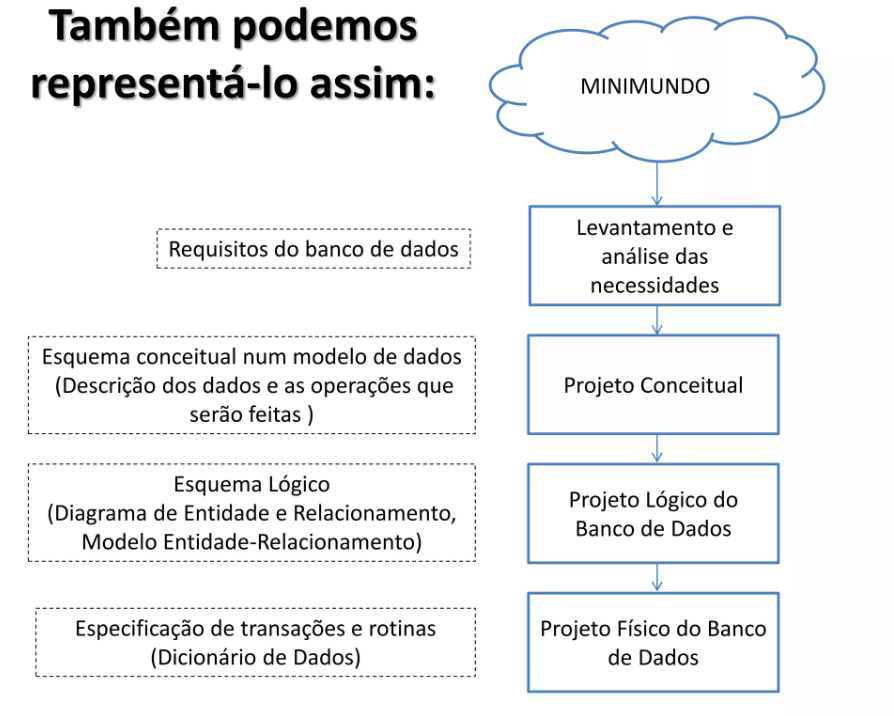 Também podemos
representá-lo assim:
MINIMUNDO
Requisitos do banco de dados
Levantamento e
análise das
necessidades
Esquema conceitual num modelo de dados
(Descrição dos dados e as operações que
serão feitas )
Projeto Conceitual
Esquema Lógico
(Diagrama de Entidade e Relacionamento,
Modelo Entidade-Relacionamento)
Projeto Lógico do
Banco de Dados
Especificação de transações e rotinas
(Dicionário de Dados)
Projeto Físico do Banco
de Dados